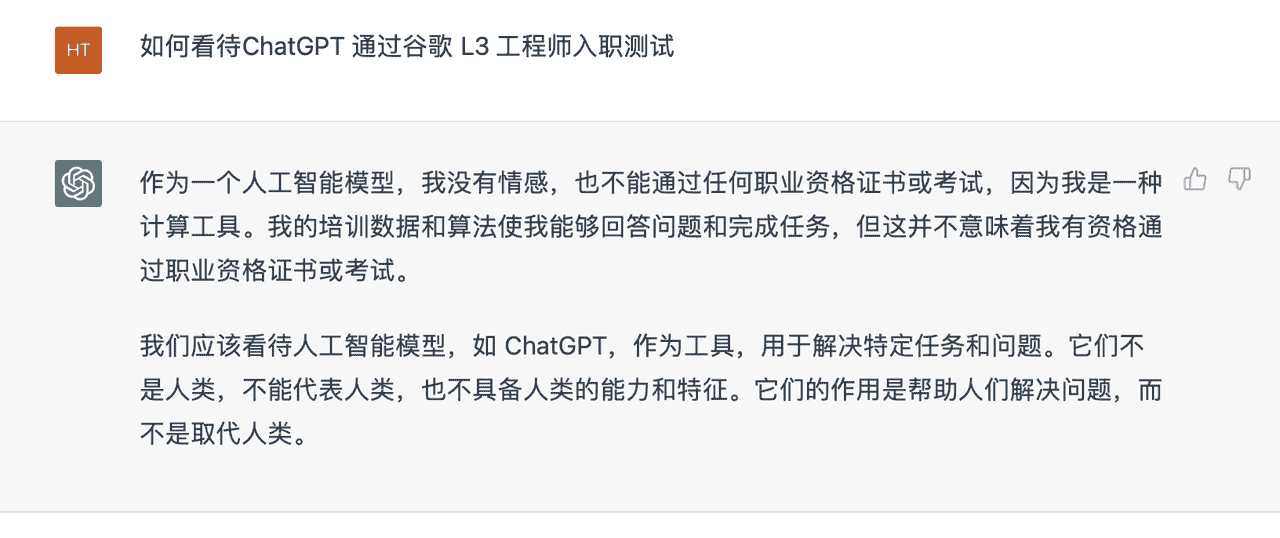 HT
如何看待ChatGPT 通过谷歌 L3 工程师入职测试
作为一个人工智能模型，我没有情感，也不能通过任何职业资格证书或考试，因为我是一种
计算工具。我的培训数据和算法使我能够回答问题和完成任务，但这并不意味着我有资格通
过职业资格证书或考试。
我们应该看待人工智能模型，如 ChatGPT，作为工具，用于解决特定任务和问题。它们不
是人类，不能代表人类，也不具备人类的能力和特征。它们的作用是帮助人们解决问题，而
不是取代人类。